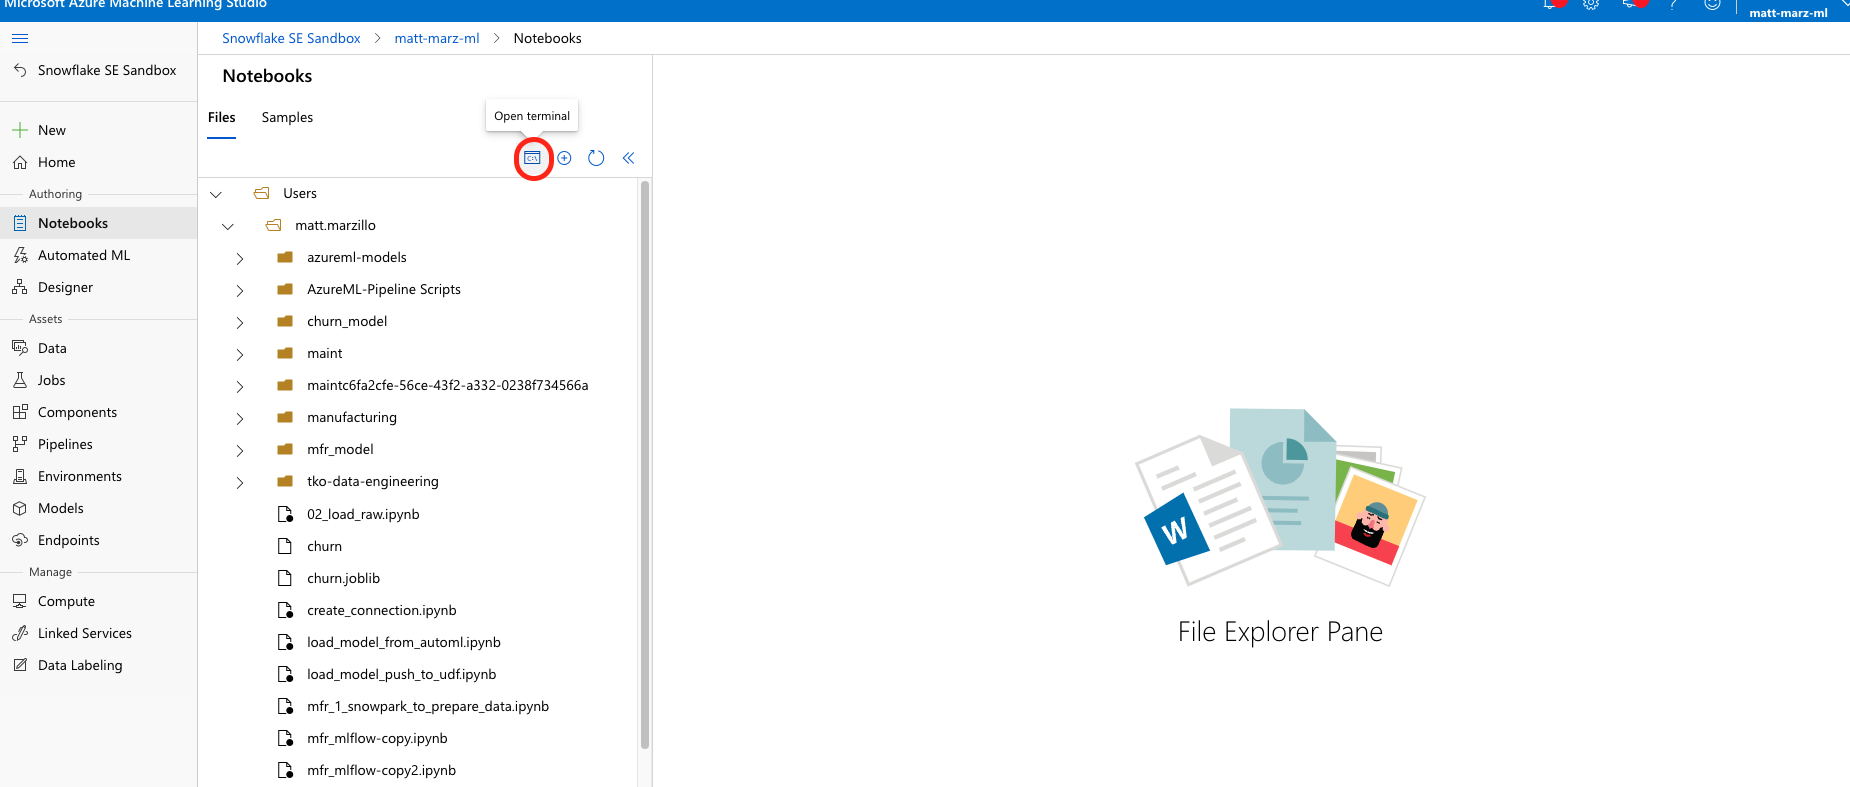 Microsoft Azure Machine Learning Studio
matt-marz-ml
Snowflake SE Sandbox > matt-marz-ml > Notebooks
Snowflake SE Sandbox
New
Home
Authoring
Notebooks
Automated ML
Designer
Assets
Data
Jobs
Components
Pipelines
Environments
Models
Endpoints
Manage
Compute
Linked Services
Data Labeling
Notebooks
Files Samples
Open terminal
Users
matt.marzillo
azureml-models
AzureML-Pipeline Scripts
churn_model
maint
maintc6fa2cfe-56ce-43f2-a332-0238f734566a
manufacturing
mfr_model
tko-data-engineering
02_load_raw.ipynb
churn
churn.joblib
create_connection.ipynb
load_model_from_automl.ipynb
load_model_push_to_udf.ipynb
mfr_1_snowpark_to_prepare_data.ipynb
mfr_mlflow-copy.ipynb
mfr_mlflow-copy2.ipynb
W
File Explorer Pane